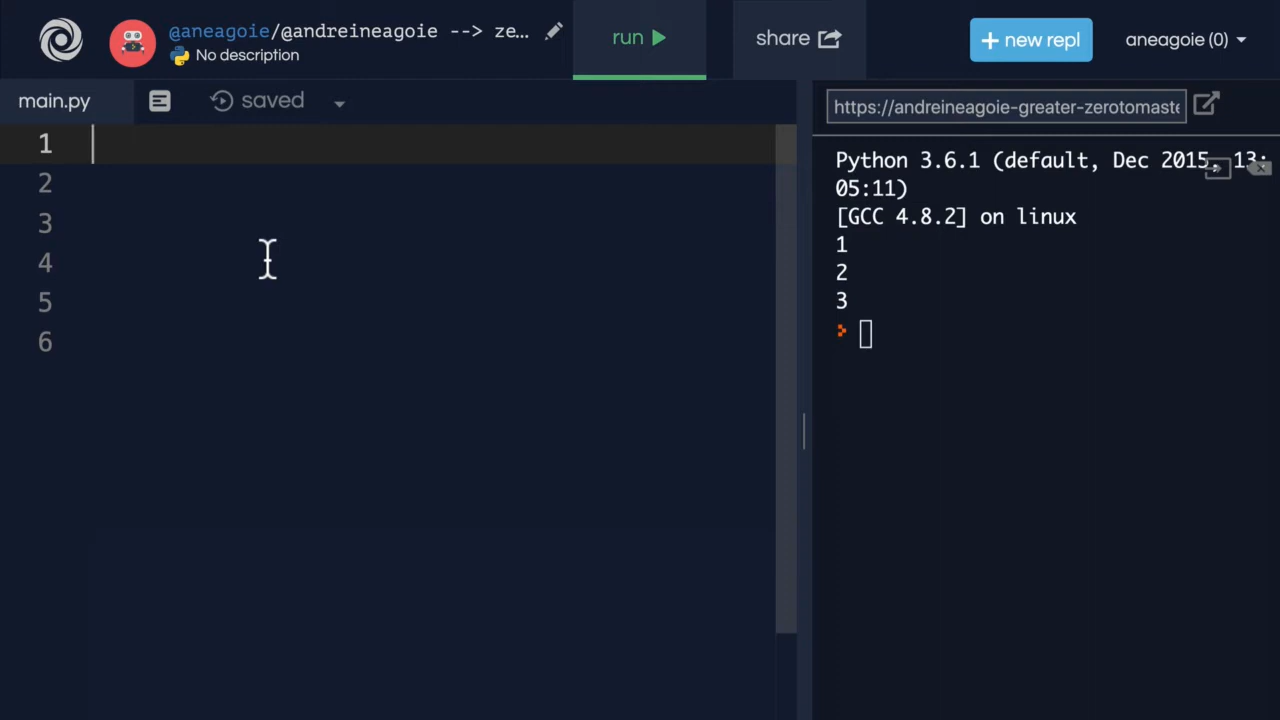 @aneagoie/@andreineagoie --> ze...
No description
run
share
+ new repl
aneagoie (0)
main.py
saved
https://andreineagoie-greater-zerotomaste
1
2
3
4
5
6
Python 3.6.1 (default, Dec 2015, 13:
05:11)
[GCC 4.8.2] on linux
1
2
3